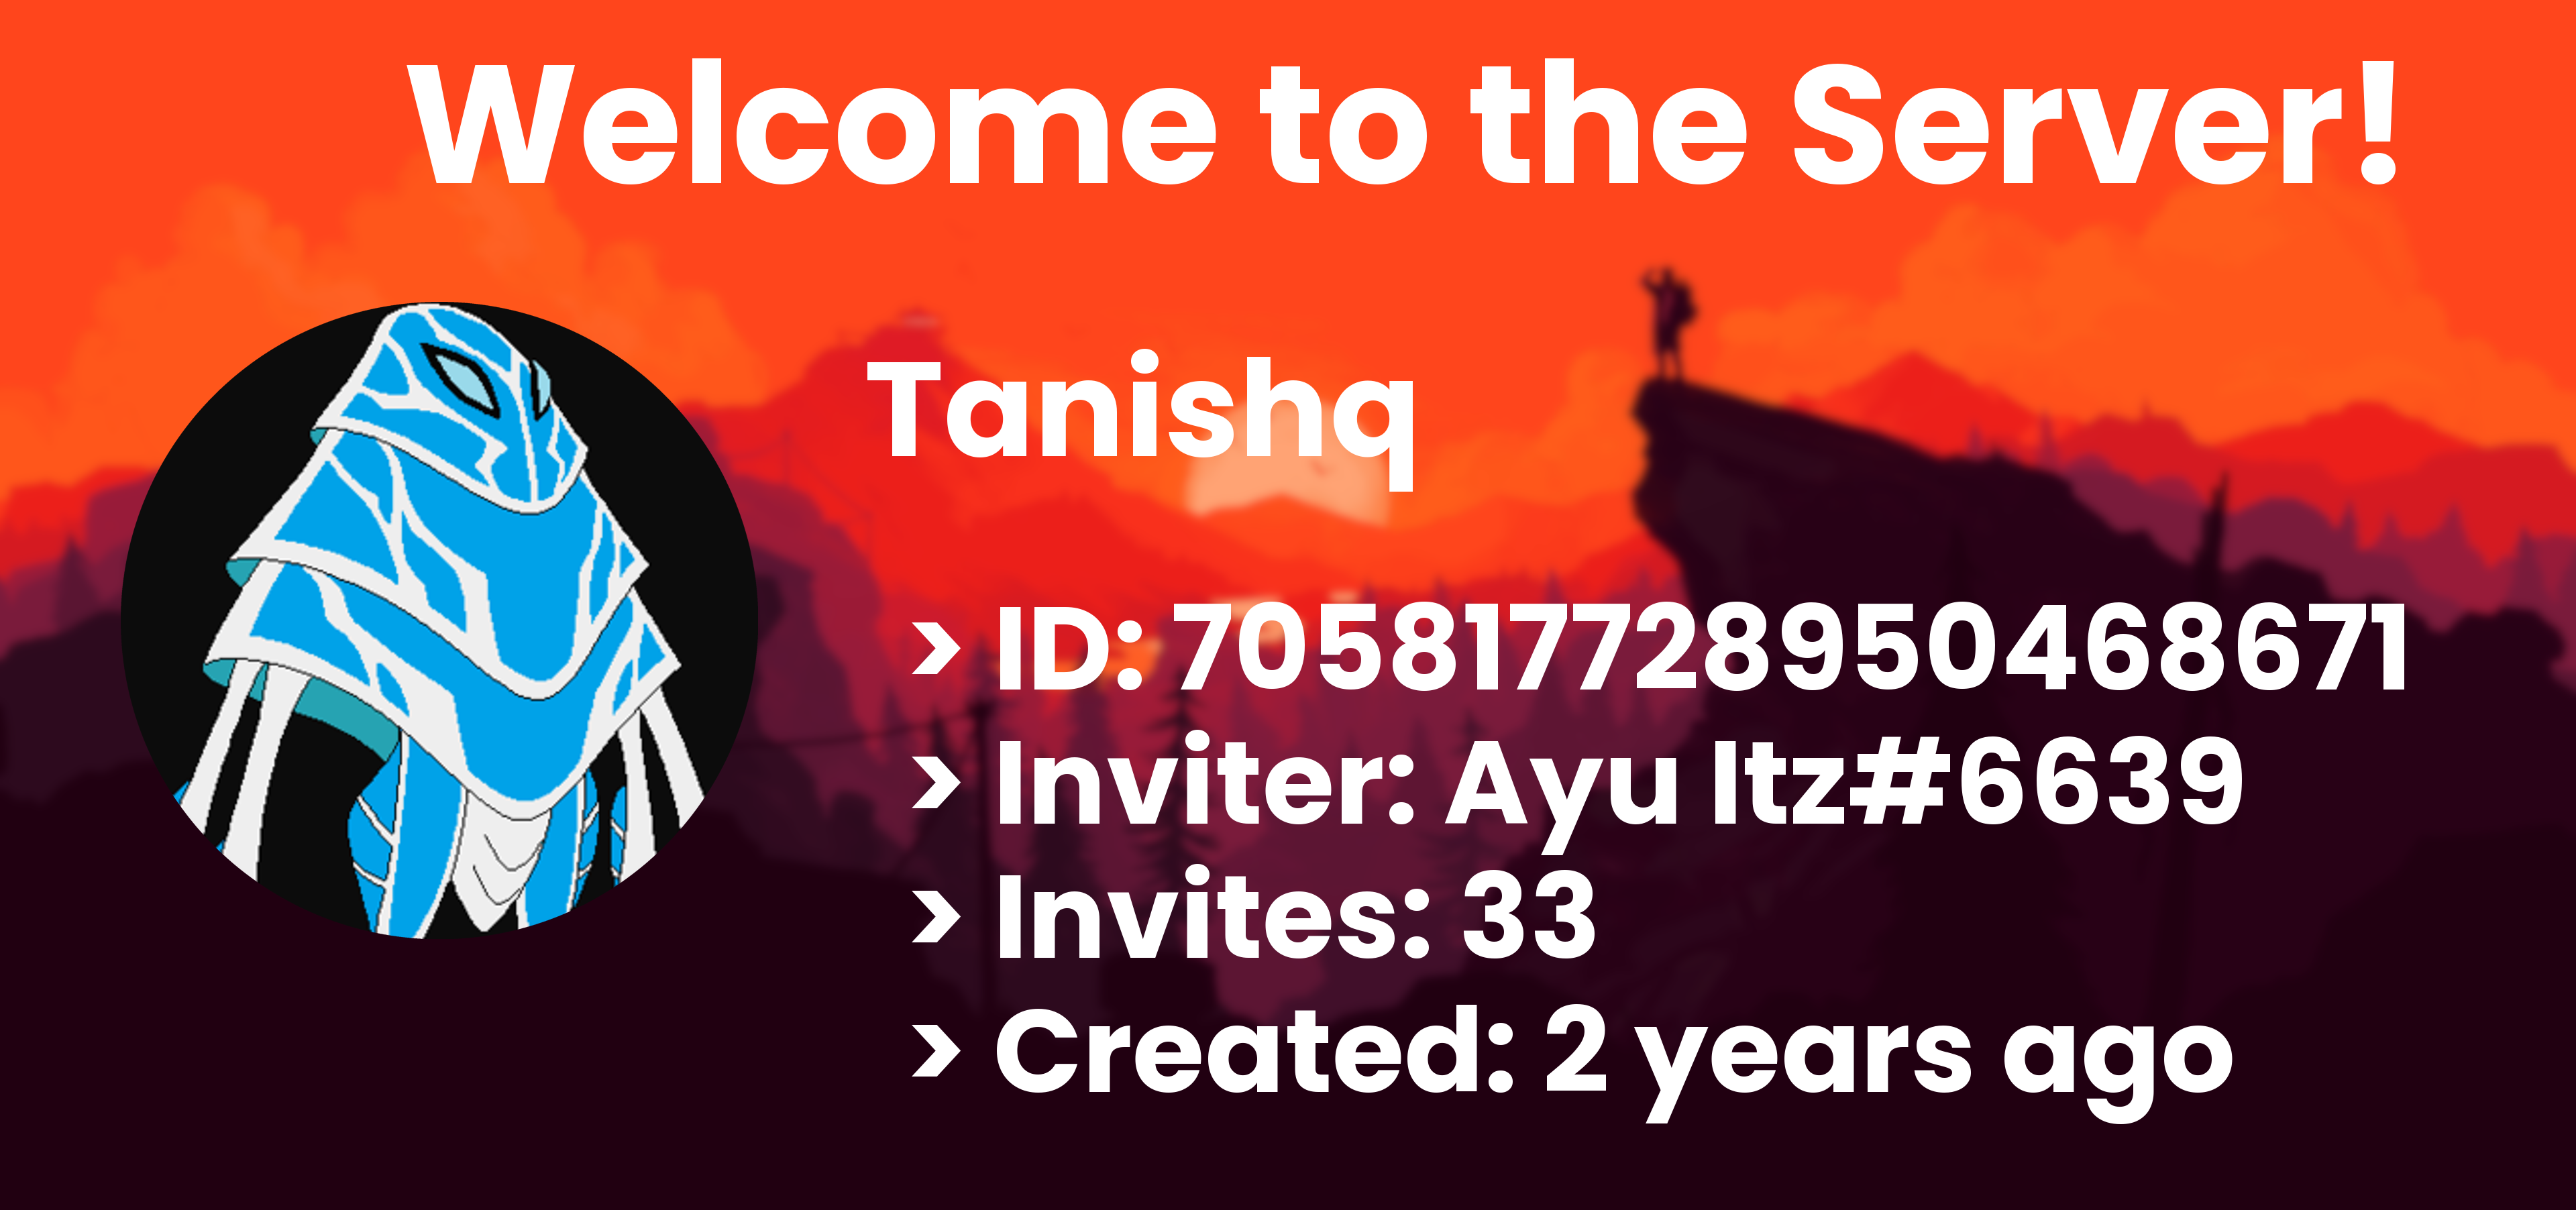 Welcome to the Server!
Tanishq
> ID: 705817728950468671
> Inviter: Ayu Itz#6639
> Invites: 33
> Created: 2 years ago